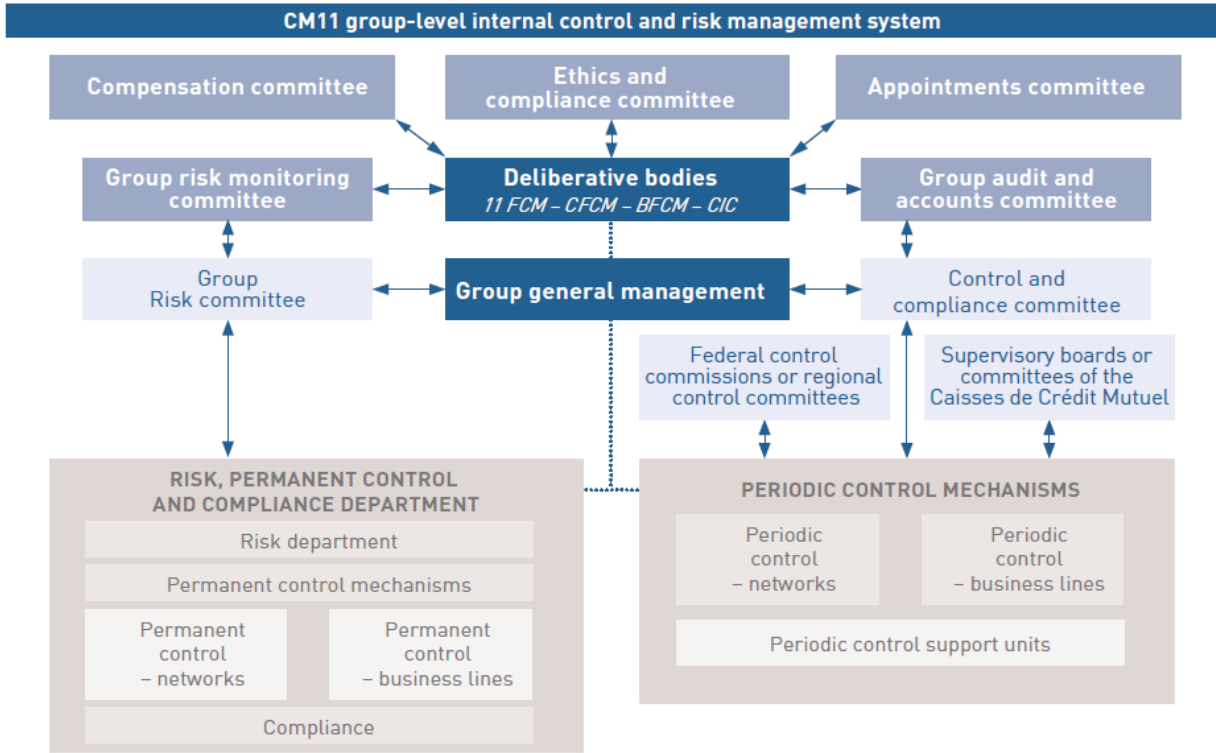 CM11 group-level internal control and risk management system
Compensation committee
Ethics and
compliance committee
Appointments committee
Group risk monitoring
committee
Deliberative bodies
11 FCM – CFCM – BFCM – CIC
Group audit and
accounts committee
Group
Risk committee
Group general management
Control and
compliance committee
Federal control
commissions or regional
control committees
Supervisory boards or
committees of the
Caisses de Crédit Mutuel
RISK, PERMANENT CONTROL
AND COMPLIANCE DEPARTMENT
Risk department
Permanent control mechanisms
Permanent
control
– networks
Permanent
control
– business lines
Compliance
PERIODIC CONTROL MECHANISMS
Periodic
control
– networks
Periodic
control
– business lines
Periodic control support units